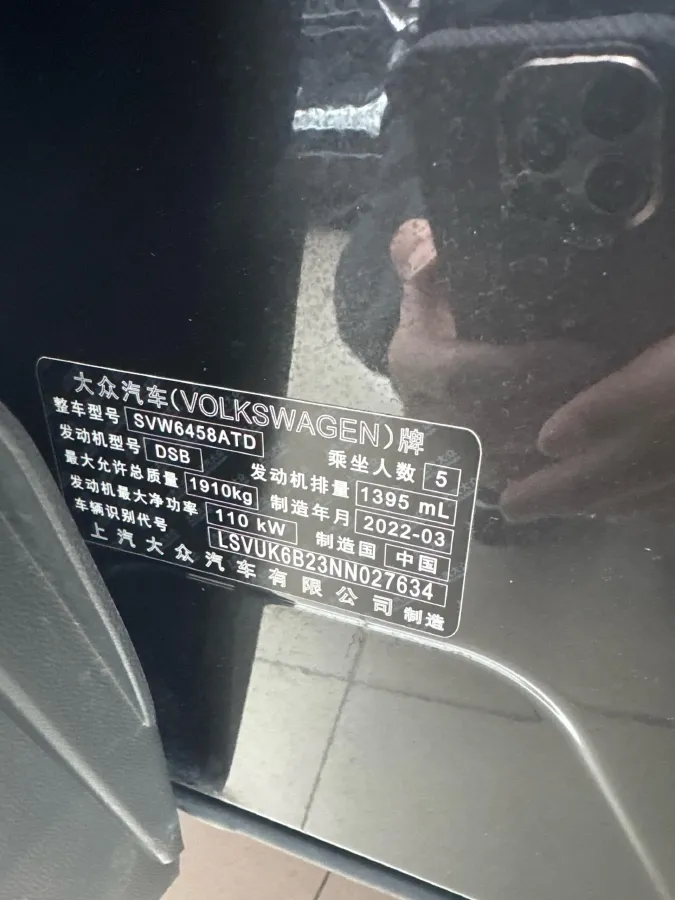 大众汽车(VOLKSWAGEN)牌
整车型号 SVW6458ATD 乘坐人数 5
发动机型号 DSB 发动机排量 1395 mL
最大允许总质量 1910kg 制造年月 2022-03
发动机最大净功率 110 kW 制造国 中国
车辆识别代号 LSVUK6B23NN027634
上汽大众汽车有限公司 制造